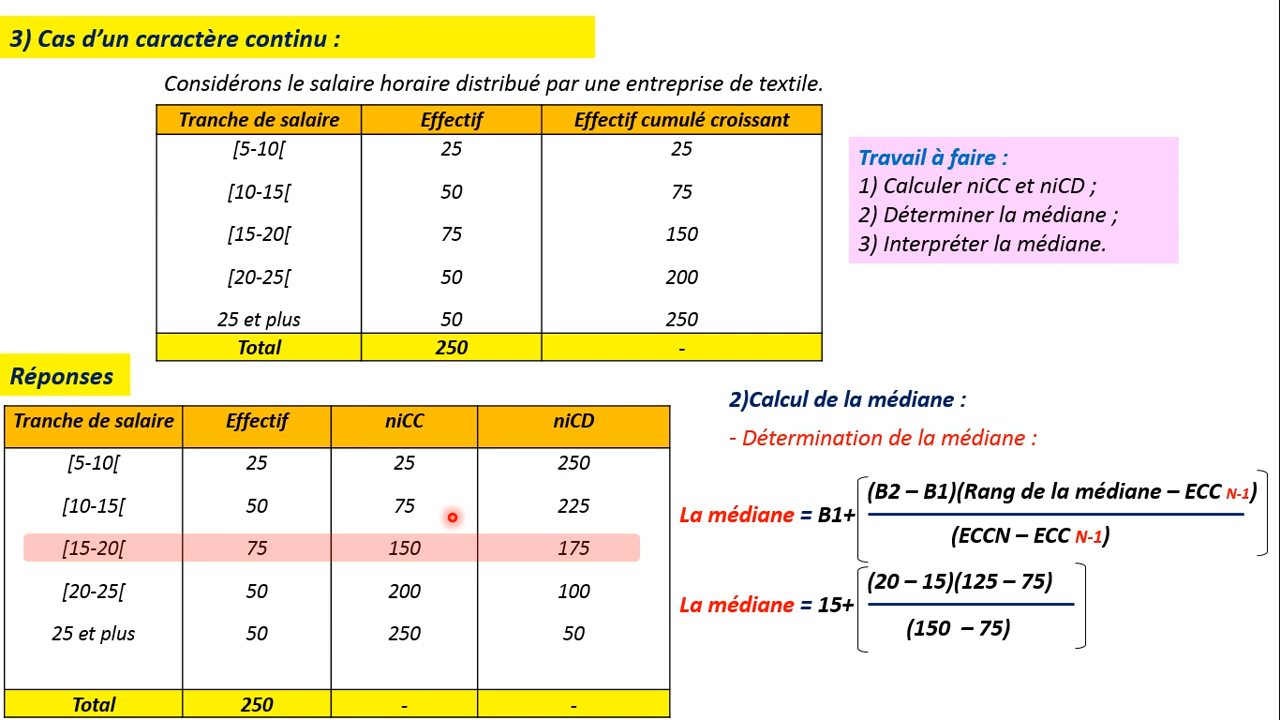 3) Cas d’un caractère continu :
Considérons le salaire horaire distribué par une entreprise de textile.
Tranche de salaire Effectif Effectif cumulé croissant
[5-10[ 25 25
[10-15[ 50 75
[15-20[ 75 150
[20-25[ 50 200
25 et plus 50 250
Total 250 -
Travail à faire :
1) Calculer niCC et niCD ;
2) Déterminer la médiane ;
3) Interpréter la médiane.
Réponses
Tranche de salaire Effectif niCC niCD
[5-10[ 25 25 250
[10-15[ 50 75 225
[15-20[ 75 150 175
[20-25[ 50 200 100
25 et plus 50 250 50
Total 250 - -
2)Calcul de la médiane :
- Détermination de la médiane :
(B2 – B1)(Rang de la médiane – ECC N-1)
La médiane = B1+
(ECCN – ECC N-1)
(20 – 15)(125 – 75)
La médiane = 15+
(150 – 75)